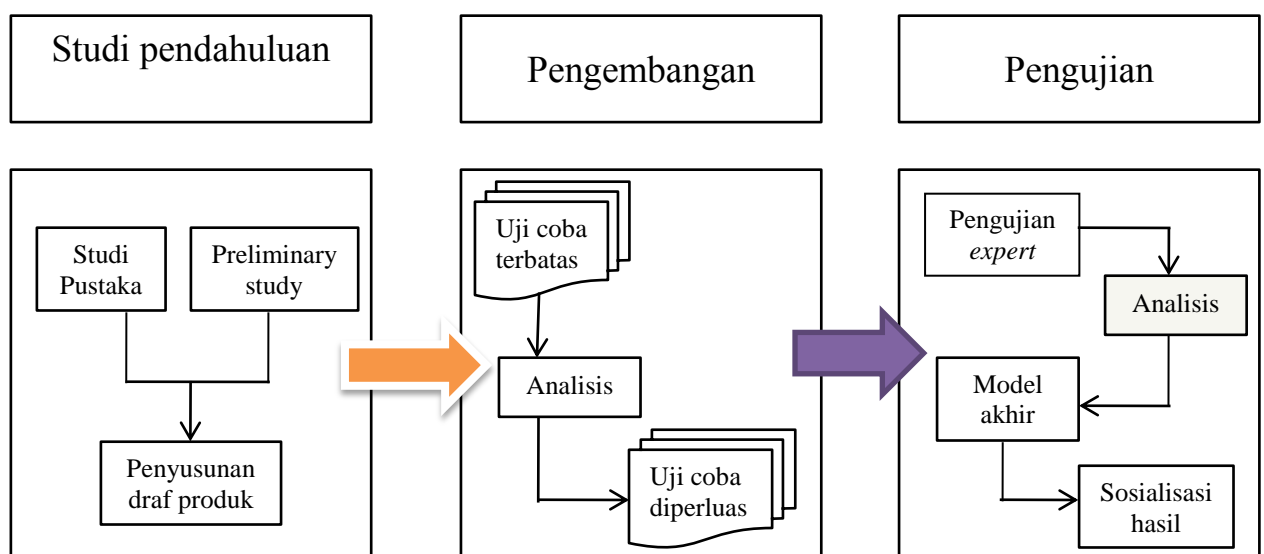 Studi pendahuluan
Pengembangan
Pengujian
Studi
Pustaka
Preliminary
study
Penyusunan
draf produk
Uji coba
terbatas
Analisis
Uji coba
diperluas
Pengujian
expert
Analisis
Model
akhir
Sosialisasi
hasil